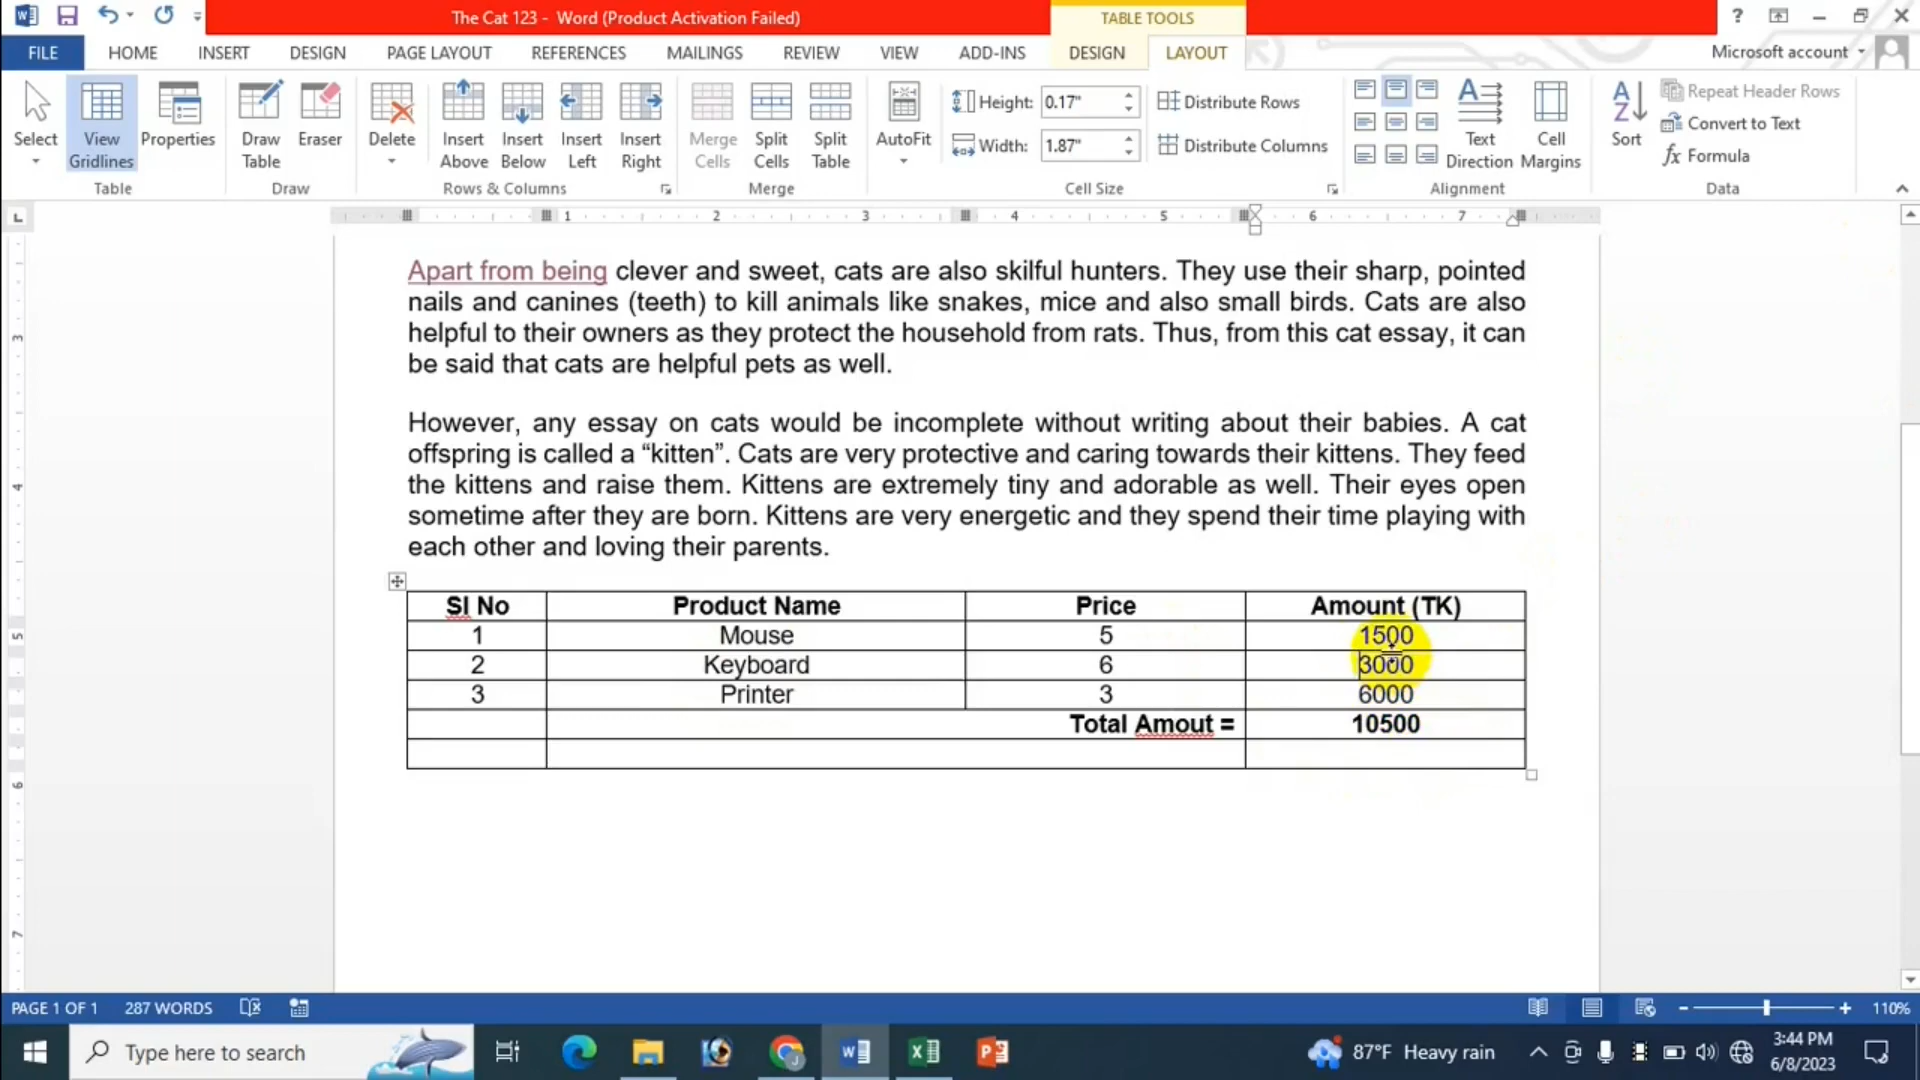 The Cat 123 - Word (Product Activation Failed)
TABLE TOOLS
?
FILE HOME INSERT DESIGN PAGE LAYOUT REFERENCES MAILINGS REVIEW VIEW ADD-INS DESIGN LAYOUT Microsoft account
Select
View Gridlines
Properties
Table
Draw Table
Eraser
Draw
Delete
Insert Above
Insert Below
Insert Left
Insert Right
Rows & Columns
Merge Cells
Split Cells
Split Table
Merge
AutoFit
Height: 0.17"
Width: 1.87"
Distribute Rows
Distribute Columns
Cell Size
Text Direction
Cell Margins
Alignment
Sort
Repeat Header Rows
Convert to Text
fx Formula
Data
1 2 3 4 5 6 7
Apart from being clever and sweet, cats are also skilful hunters. They use their sharp, pointed
nails and canines (teeth) to kill animals like snakes, mice and also small birds. Cats are also
helpful to their owners as they protect the household from rats. Thus, from this cat essay, it can
be said that cats are helpful pets as well.
However, any essay on cats would be incomplete without writing about their babies. A cat
offspring is called a “kitten”. Cats are very protective and caring towards their kittens. They feed
the kittens and raise them. Kittens are extremely tiny and adorable as well. Their eyes open
sometime after they are born. Kittens are very energetic and they spend their time playing with
each other and loving their parents.
Sl No Product Name Price Amount (TK)
1 Mouse 5 1500
2 Keyboard 6 3000
3 Printer 3 6000
Total Amout = 10500
3
4
5
6
7
PAGE 1 OF 1 287 WORDS 110%
Type here to search
87°F Heavy rain
3:44 PM
6/8/2023